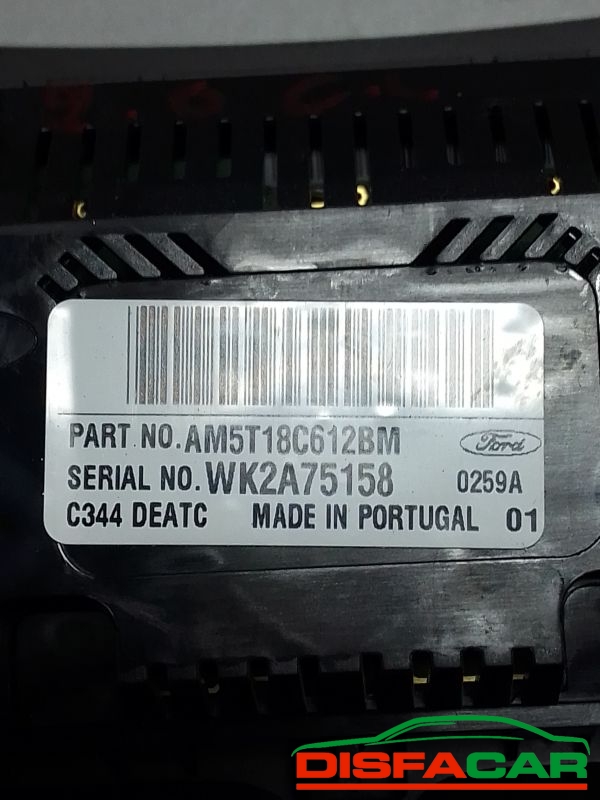 PART NO. AM5T18C612BM
Ford
SERIAL NO. WK2A75158 0259A
C344 DEATC MADE IN PORTUGAL 01
DISFACAR